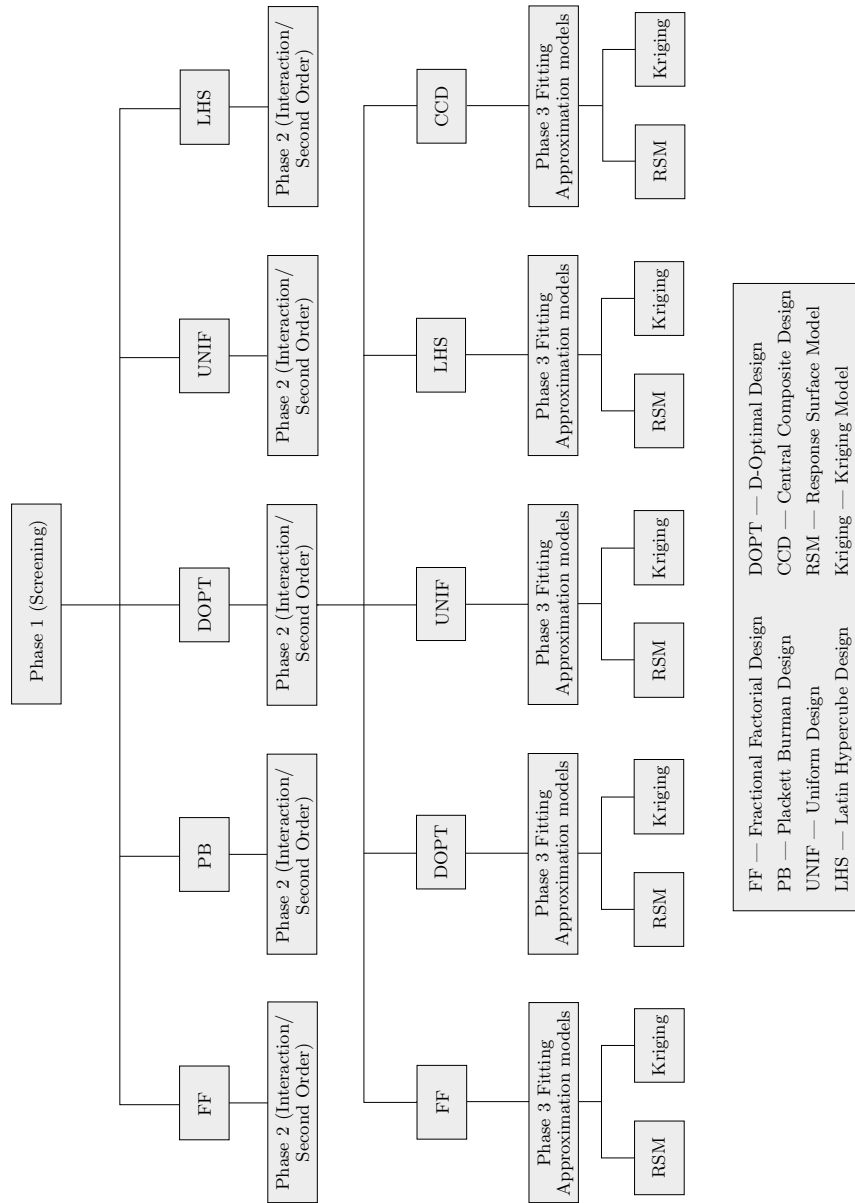 Phase 1 (Screening)
FF
PB
DOPT
UNIF
LHS
Phase 2 (Interaction/
Second Order)
Phase 2 (Interaction/
Second Order)
Phase 2 (Interaction/
Second Order)
Phase 2 (Interaction/
Second Order)
Phase 2 (Interaction/
Second Order)
FF
DOPT
UNIF
LHS
CCD
Phase 3 Fitting
Approximation models
Phase 3 Fitting
Approximation models
Phase 3 Fitting
Approximation models
Phase 3 Fitting
Approximation models
Phase 3 Fitting
Approximation models
RSM
Kriging
RSM
Kriging
RSM
Kriging
RSM
Kriging
RSM
Kriging
FF — Fractional Factorial Design
PB — Plackett Burman Design
UNIF — Uniform Design
LHS — Latin Hypercube Design
DOPT — D-Optimal Design
CCD — Central Composite Design
RSM — Response Surface Model
Kriging — Kriging Model